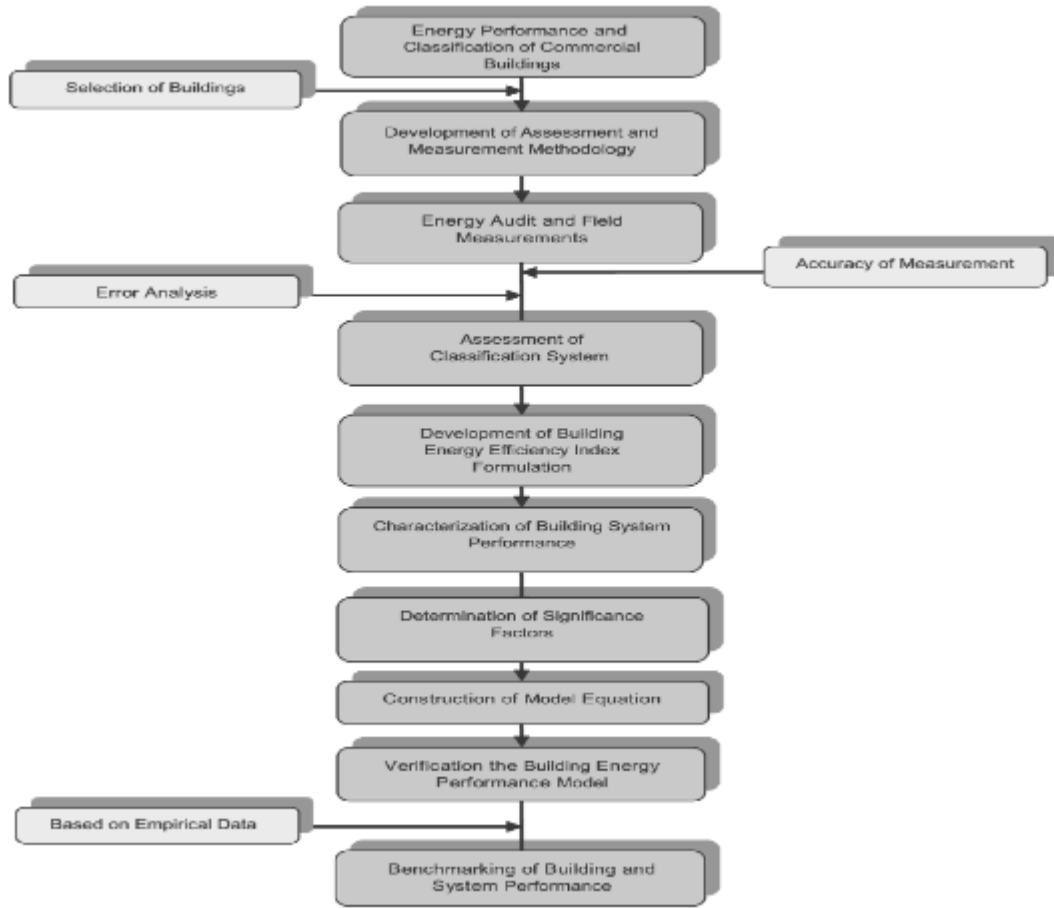 Energy Performance and
Classification of Commercial
Buildings
Selection of Buildings
Development of Assessment and
Measurement Methodology
Energy Audit and Field
Measurements
Accuracy of Measurement
Error Analysis
Assessment of
Classification System
Development of Building
Energy Efficiency Index
Formulation
Characterization of Building System
Performance
Determination of Significance
Factors
Construction of Model Equation
Verification the Building Energy
Performance Model
Based on Empirical Data
Benchmarking of Building and
System Performance